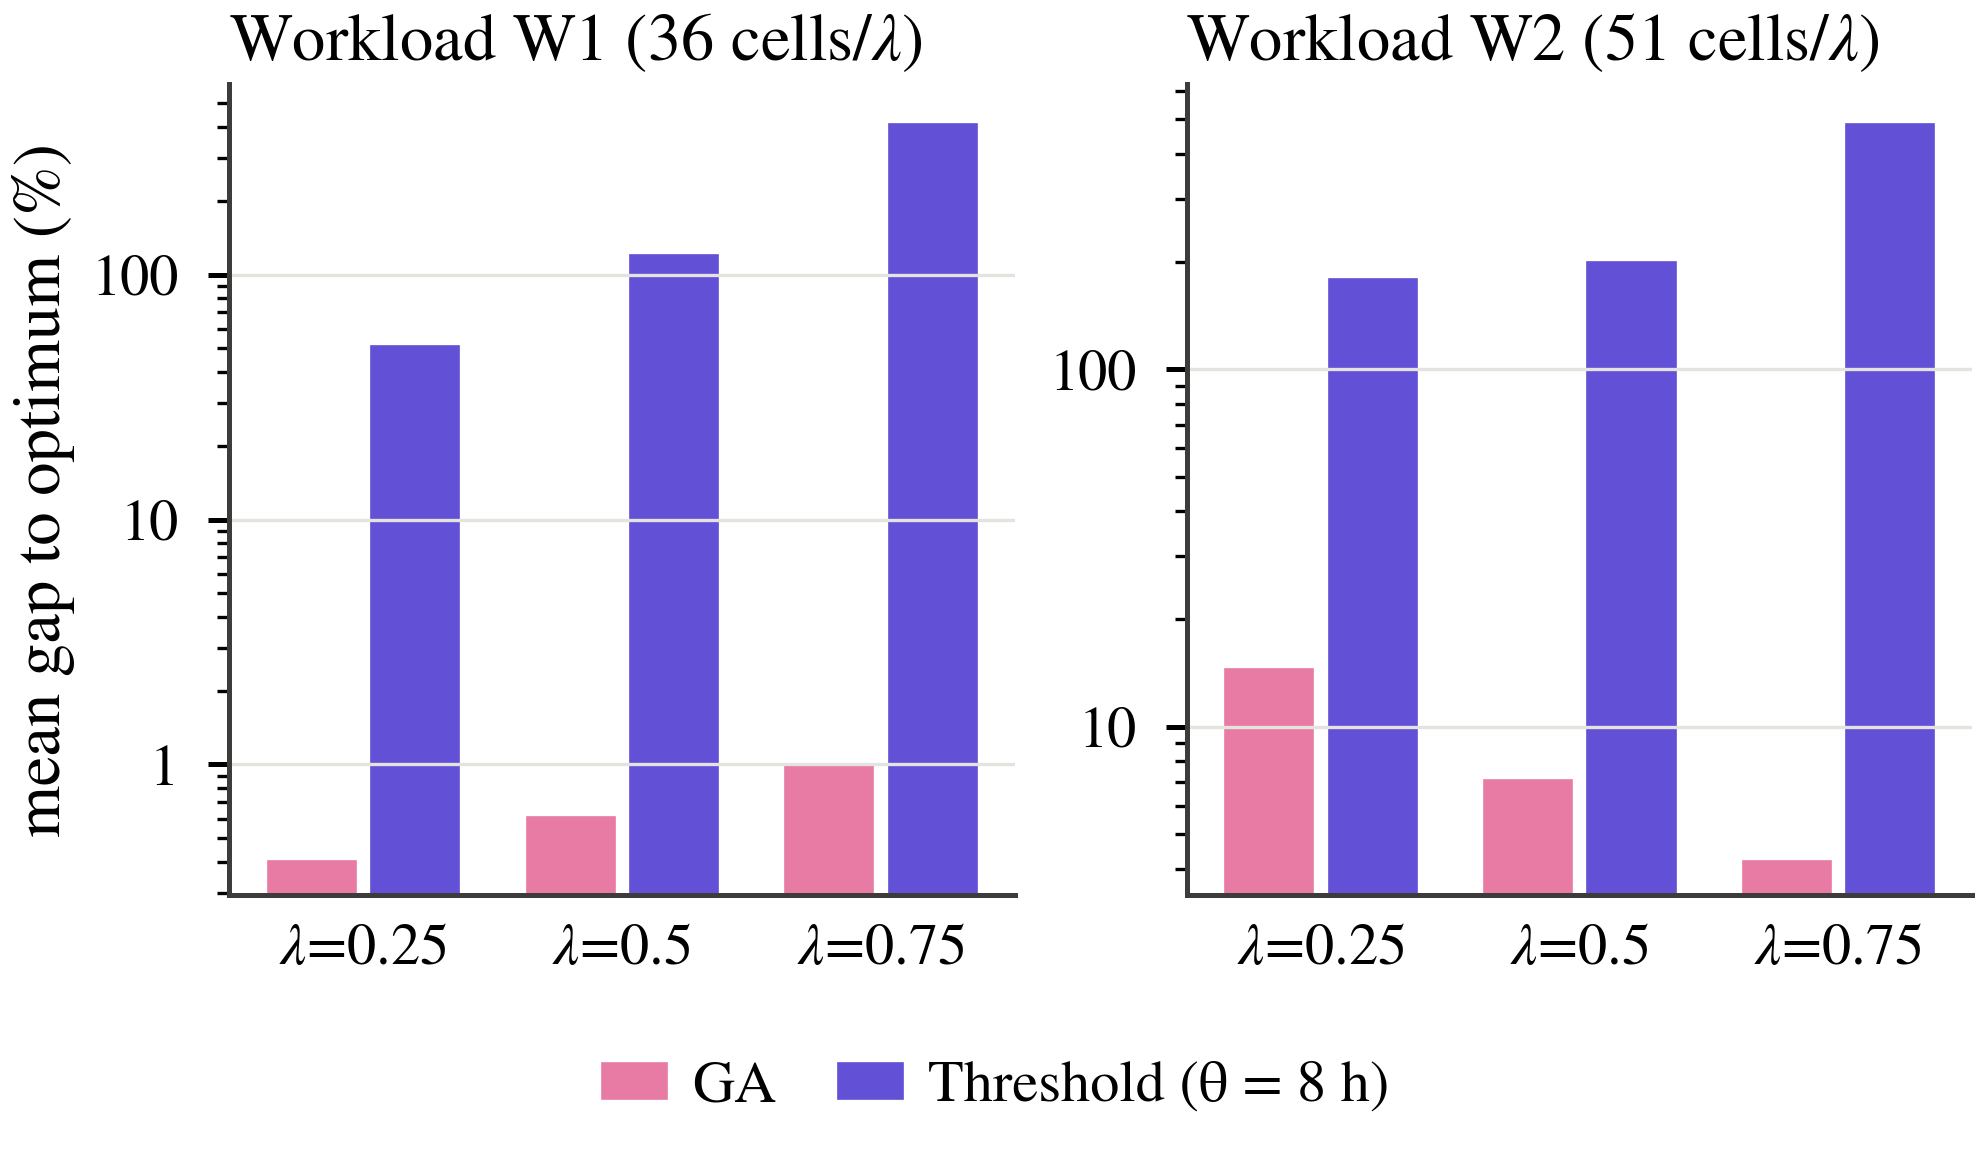 Workload W1 (36 cells/λ)
Workload W2 (51 cells/λ)
mean gap to optimum (%)
100
10
1
100
10
λ=0.25
λ=0.5
λ=0.75
λ=0.25
λ=0.5
λ=0.75
GA
Threshold (θ = 8 h)